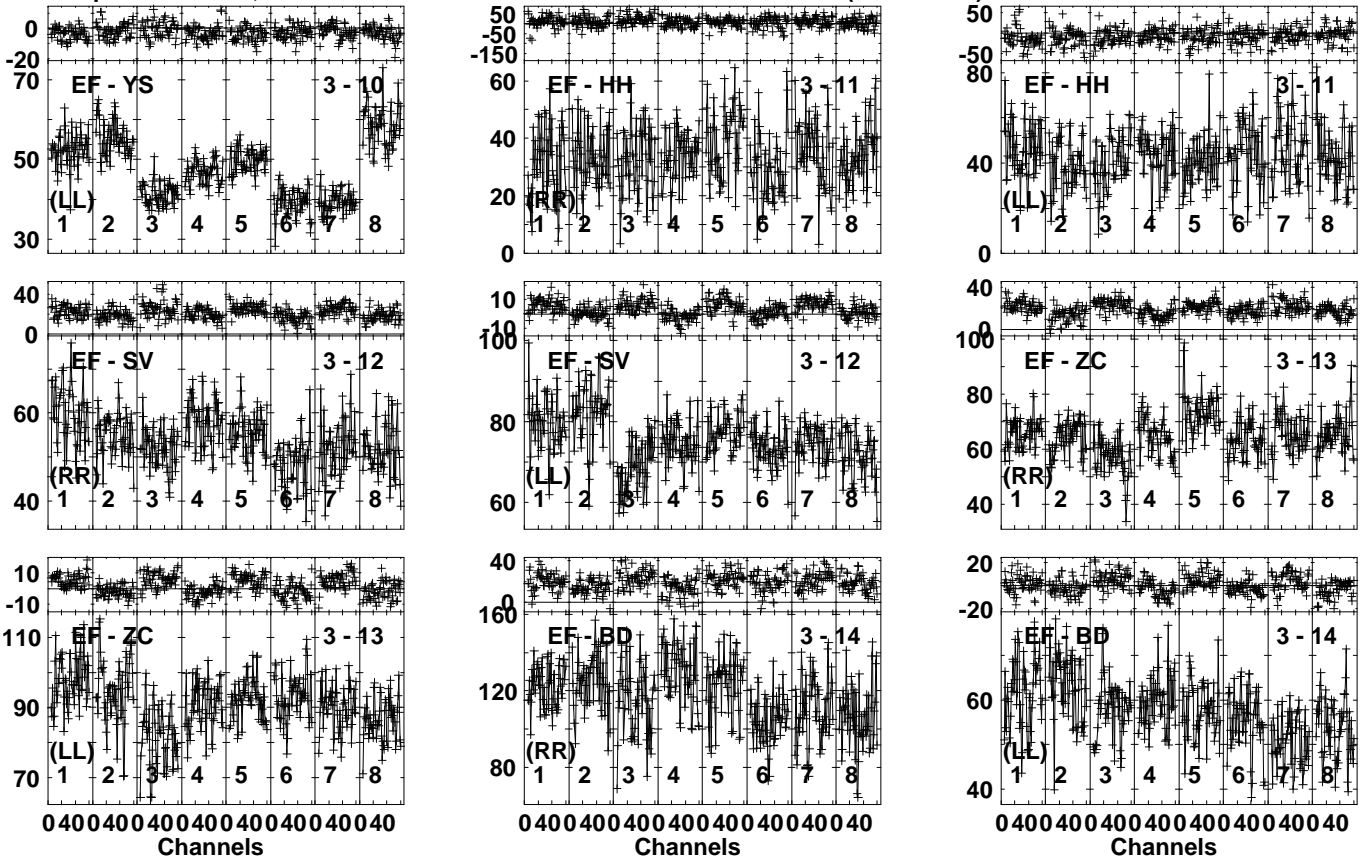 0 50 50
-20 -50 -50
-150
70 EF - YS 3 - 10 60 EF - HH 3 - 11 80 EF - HH 3 - 11
50 40 40
20
(LL) (RR) (LL)
1 2 3 4 5 6 7 8 1 2 3 4 5 6 7 8 1 2 3 4 5 6 7 8
30 0 0
40 10 40
0 -10 0
100 100
EF - SV 3 - 12 EF - SV 3 - 12 EF - ZC 3 - 13
60 80 80
60
(RR) (LL) (RR)
1 2 3 4 5 6 7 8 1 2 3 4 5 6 7 8 1 2 3 4 5 6 7 8
40 60 40
10 40 20
-10 0 -20
110 EF - ZC 3 - 13 160 EF - BD 3 - 14 EF - BD 3 - 14
90 120 60
(LL) (RR) (LL)
70 1 2 3 4 5 6 7 8 80 1 2 3 4 5 6 7 8 1 2 3 4 5 6 7 8
40
0 40 0 40 0 40 0 40 0 40 0 40 0 40 0 40 0 40 0 40 0 40 0 40 0 40 0 40 0 40 0 40 0 40 0 40 0 40 0 40 0 40 0 40 0 40 0 40
Channels Channels Channels